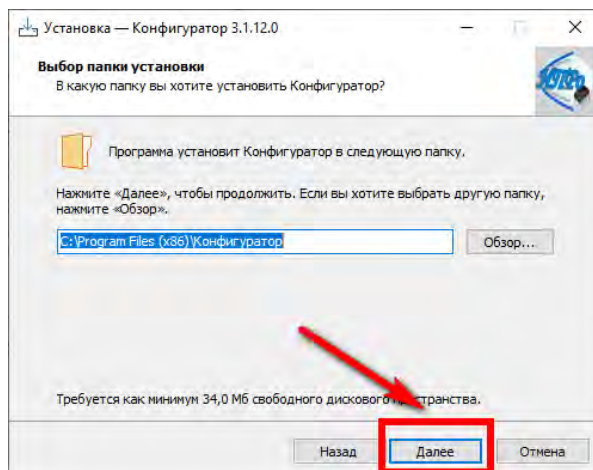 Установка — Конфигуратор 3.1.12.0
Выбор папки установки
В какую папку вы хотите установить Конфигуратор?
Программа установит Конфигуратор в следующую папку.
Нажмите «Далее», чтобы продолжить. Если вы хотите выбрать другую папку,
нажмите «Обзор».
C:\Program Files (x86)\Конфигуратор
Обзор...
Требуется как минимум 34,0 Мб свободного дискового пространства.
Назад
Далее
Отмена